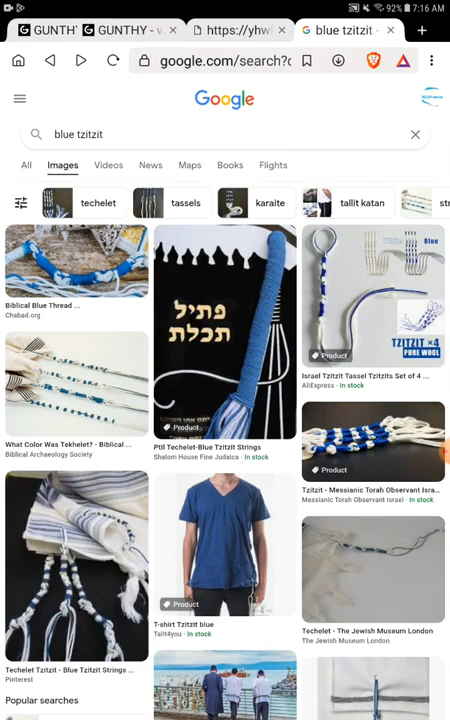 92% 7:16 AM
GUNTH GUNTHY - v
https://yhwl
blue tzitzit -
google.com/search?c
Google
blue tzitzit
All Images Videos News Maps Books Flights
techelet tassels karaite tallit katan str
Biblical Blue Thread ...
Chabad.org
What Color Was Tekhelet? - Biblical ...
Biblical Archaeology Society
Techelet Tzitzit - Blue Tzitzit Strings ...
Pinterest
Popular searches
פתיל
תכלת
Product
Ptil Techelet-Blue Tzitzit Strings
Shalom House Fine Judaica · In stock
Product
T-shirt Tzitzit blue
Talit4you · In stock
White Blue
TZITZIT ×4
PURE WOOL
Product
Israel Tzitzit Tassel Tzitzits Set of 4 ...
AliExpress · In stock
Product
Tzitzit - Messianic Torah Observant Isra...
Messianic Torah Observant Israel · In stock
Techelet - The Jewish Museum London
The Jewish Museum London